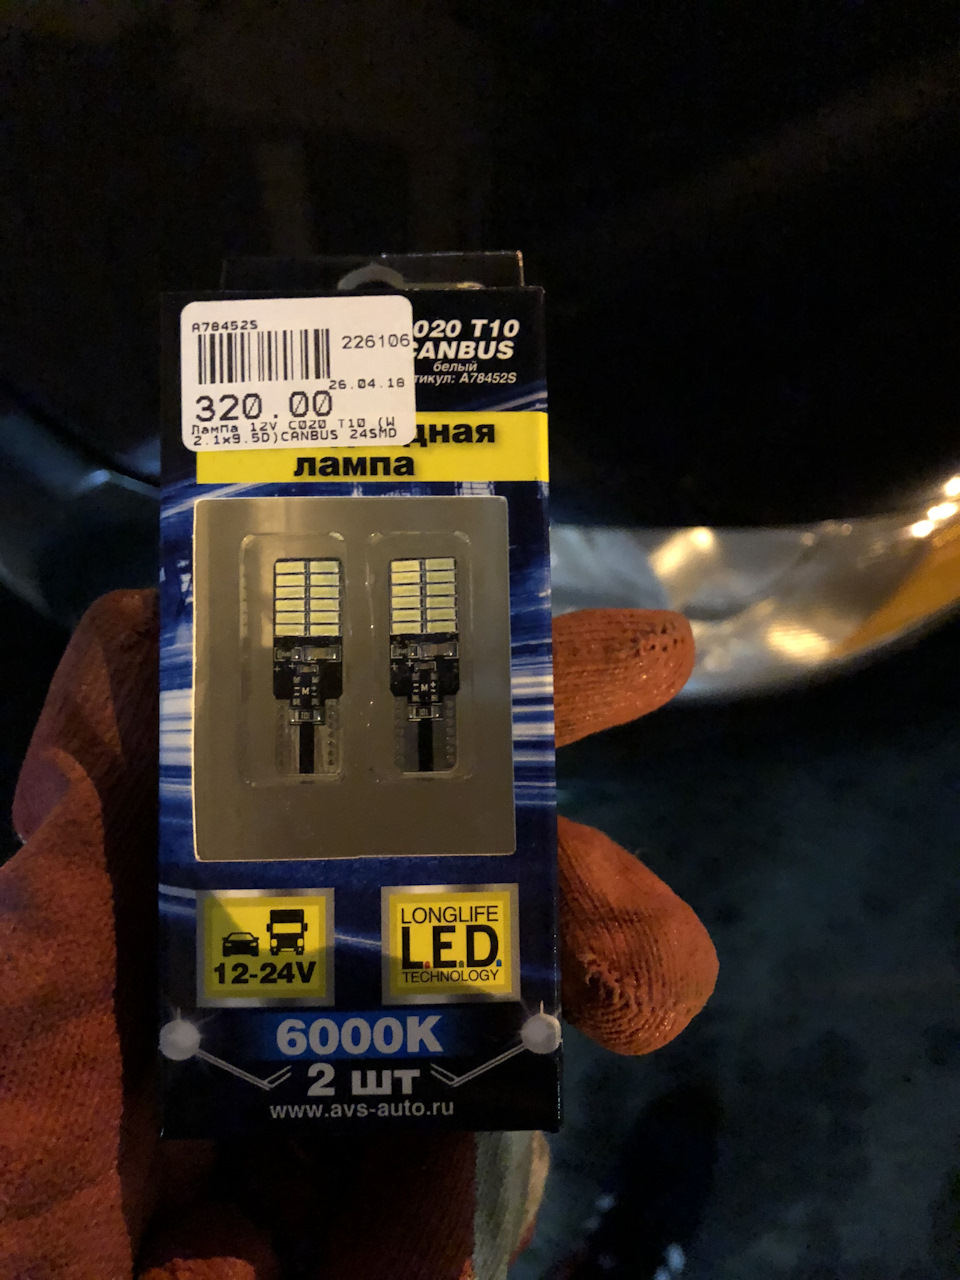 A78452S
226106
26.04.18
320.00
Лампа 12V C020 T10 (W
2.1x9.5D)CANBUS 24SMD
020 T10
CANBUS
белый
A78452S
лампа
12-24V
LONGLIFE
L.E.D.
TECHNOLOGY
6000K
2 шт
www.avs-auto.ru